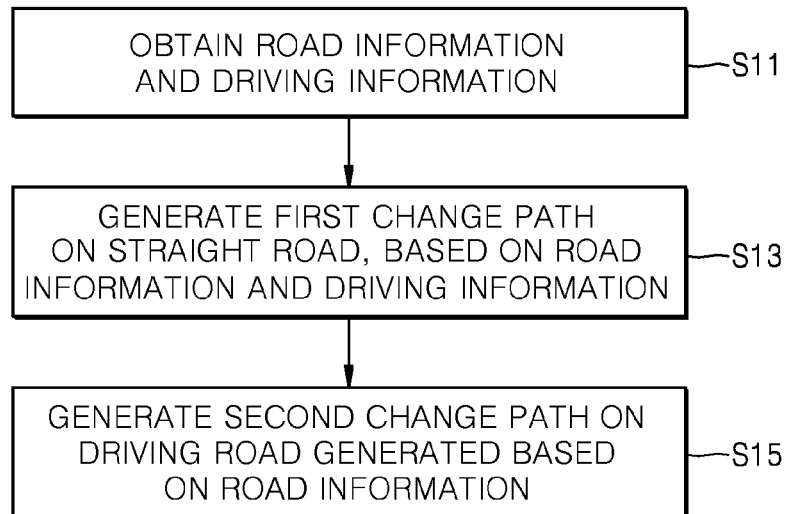 OBTAIN ROAD INFORMATION
AND DRIVING INFORMATION
S11
GENERATE FIRST CHANGE PATH
ON STRAIGHT ROAD, BASED ON ROAD
INFORMATION AND DRIVING INFORMATION
S13
GENERATE SECOND CHANGE PATH ON
DRIVING ROAD GENERATED BASED
ON ROAD INFORMATION
S15